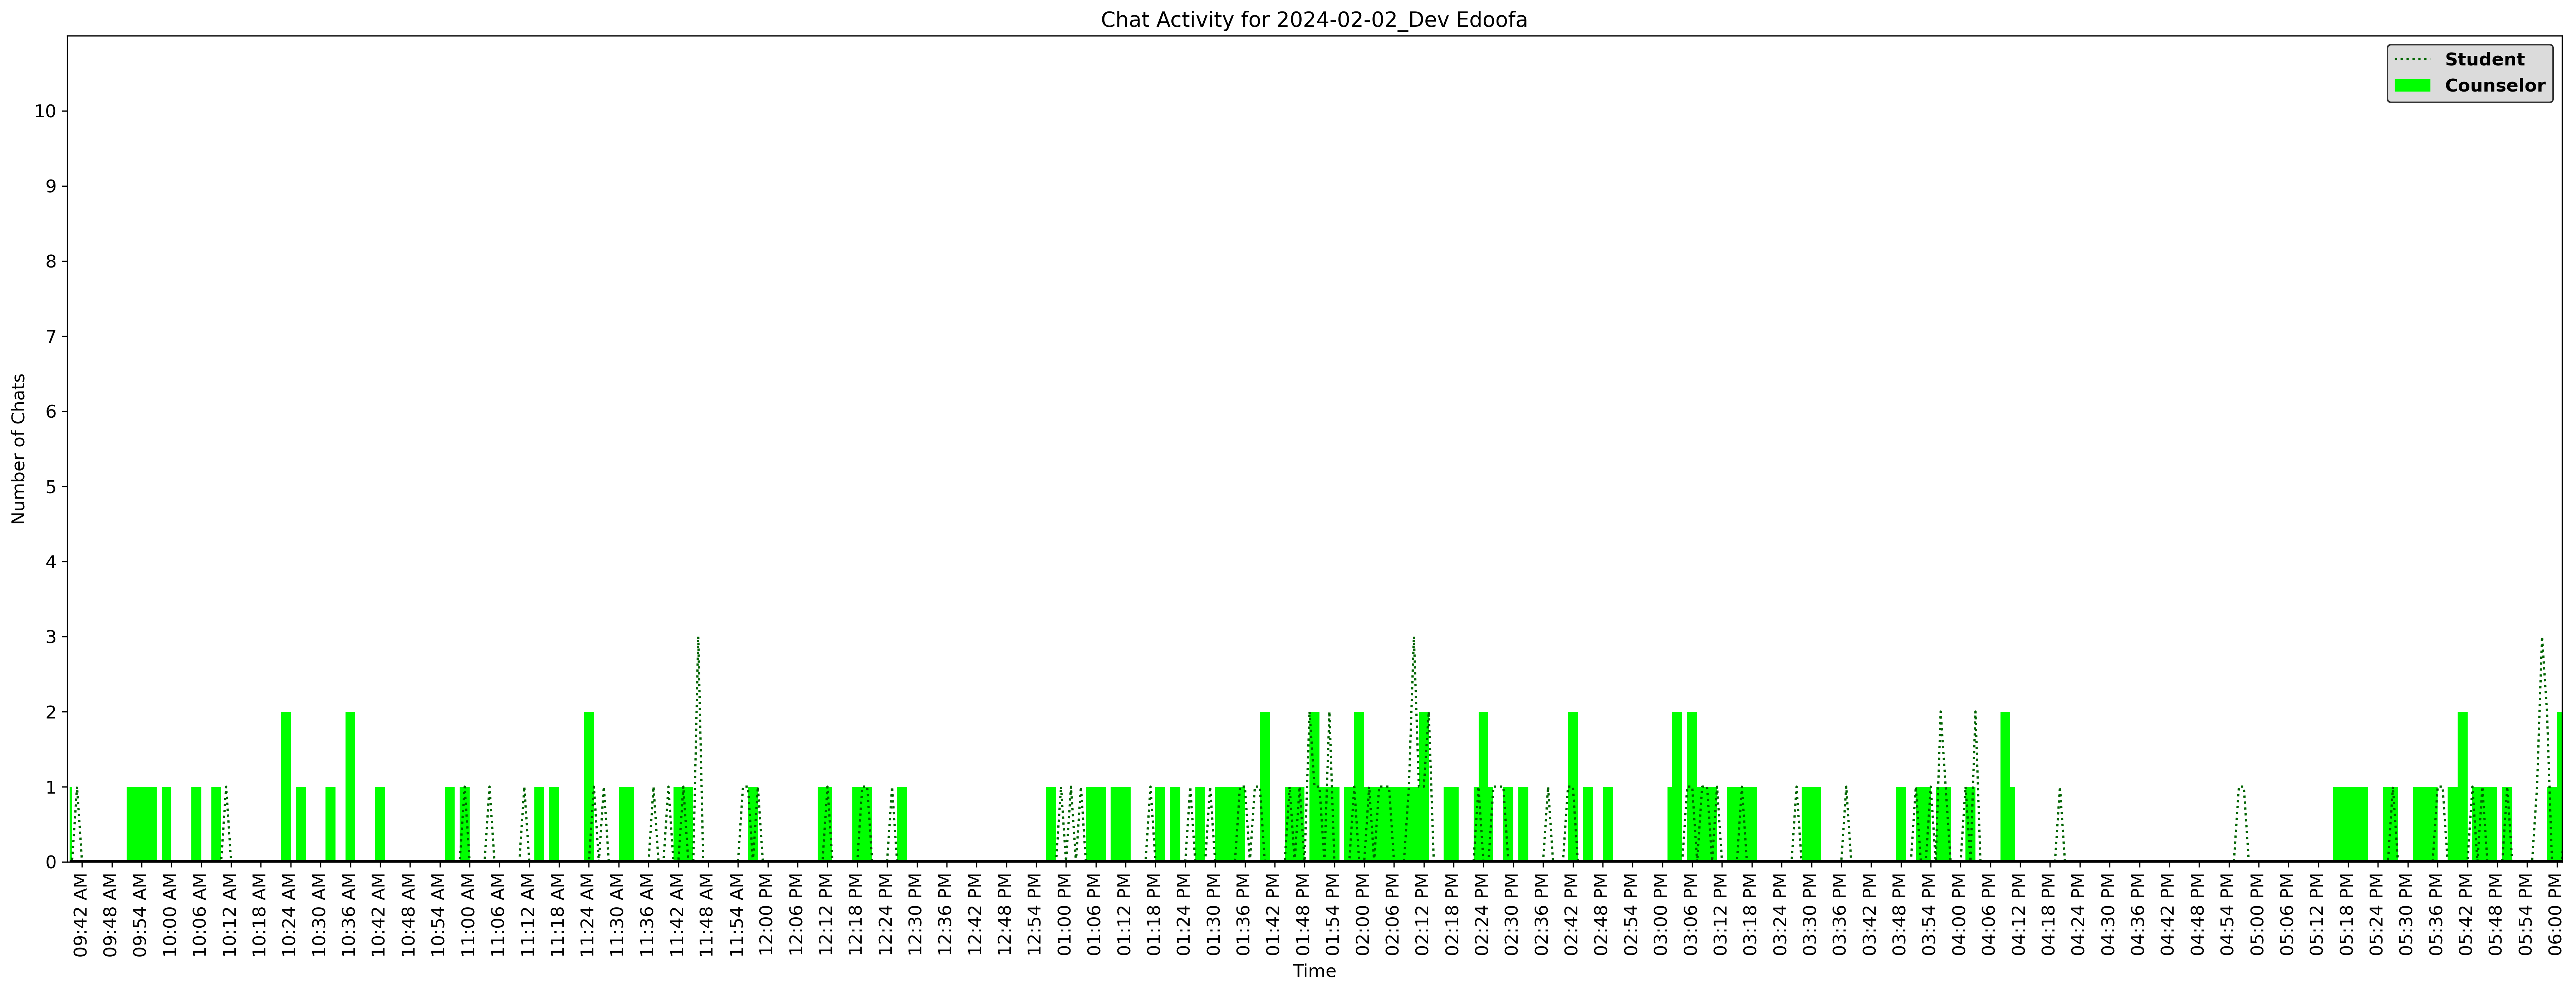 Chat Activity for 2024-02-02_Dev Edoofa
Student
Counselor
Number of Chats
10
9
8
7
6
5
4
3
2
1
0
09:42 AM
09:48 AM
09:54 AM
10:00 AM
10:06 AM
10:12 AM
10:18 AM
10:24 AM
10:30 AM
10:36 AM
10:42 AM
10:48 AM
10:54 AM
11:00 AM
11:06 AM
11:12 AM
11:18 AM
11:24 AM
11:30 AM
11:36 AM
11:42 AM
11:48 AM
11:54 AM
12:00 PM
12:06 PM
12:12 PM
12:18 PM
12:24 PM
12:30 PM
12:36 PM
12:42 PM
12:48 PM
12:54 PM
01:00 PM
01:06 PM
01:12 PM
01:18 PM
01:24 PM
01:30 PM
01:36 PM
01:42 PM
01:48 PM
01:54 PM
02:00 PM
02:06 PM
02:12 PM
02:18 PM
02:24 PM
02:30 PM
02:36 PM
02:42 PM
02:48 PM
02:54 PM
03:00 PM
03:06 PM
03:12 PM
03:18 PM
03:24 PM
03:30 PM
03:36 PM
03:42 PM
03:48 PM
03:54 PM
04:00 PM
04:06 PM
04:12 PM
04:18 PM
04:24 PM
04:30 PM
04:36 PM
04:42 PM
04:48 PM
04:54 PM
05:00 PM
05:06 PM
05:12 PM
05:18 PM
05:24 PM
05:30 PM
05:36 PM
05:42 PM
05:48 PM
05:54 PM
06:00 PM
Time